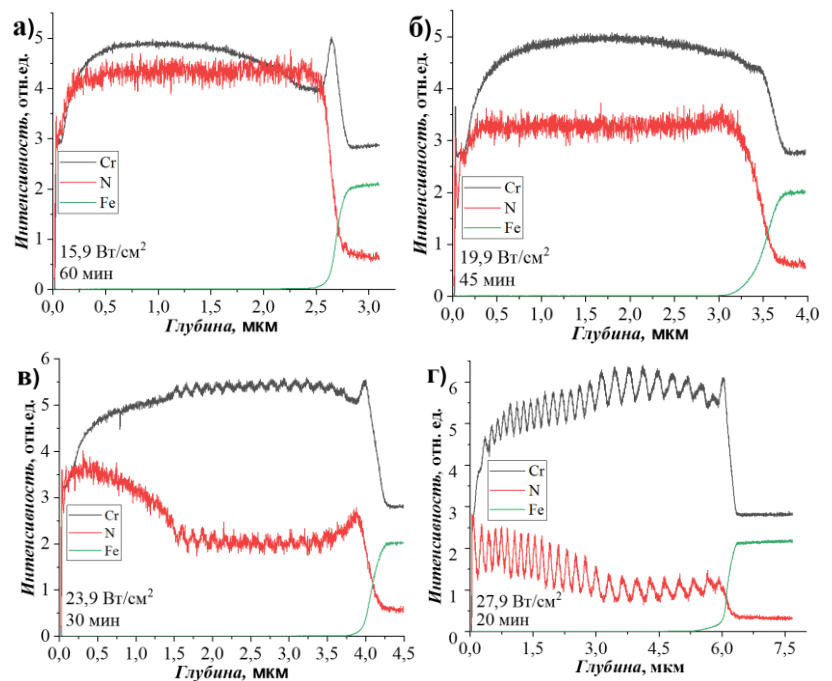 а)
Интенсивность, отн.ед.
5
4
3
2
1
0
Cr
N
Fe
15,9 Вт/см²
60 мин
0,0 0,5 1,0 1,5 2,0 2,5 3,0
Глубина, мкм
б)
Интенсивность, отн.ед.
5
4
3
2
1
0
Cr
N
Fe
19,9 Вт/см²
45 мин
0,0 0,5 1,0 1,5 2,0 2,5 3,0 3,5 4,0
Глубина, мкм
в)
Интенсивность, отн.ед.
6
5
4
3
2
1
0
Cr
N
Fe
23,9 Вт/см²
30 мин
0,0 0,5 1,0 1,5 2,0 2,5 3,0 3,5 4,0 4,5
Глубина, мкм
г)
Интенсивность, отн. ед.
6
5
4
3
2
1
0
Cr
N
Fe
27,9 Вт/см²
20 мин
0,0 1,5 3,0 4,5 6,0 7,5
Глубина, мкм